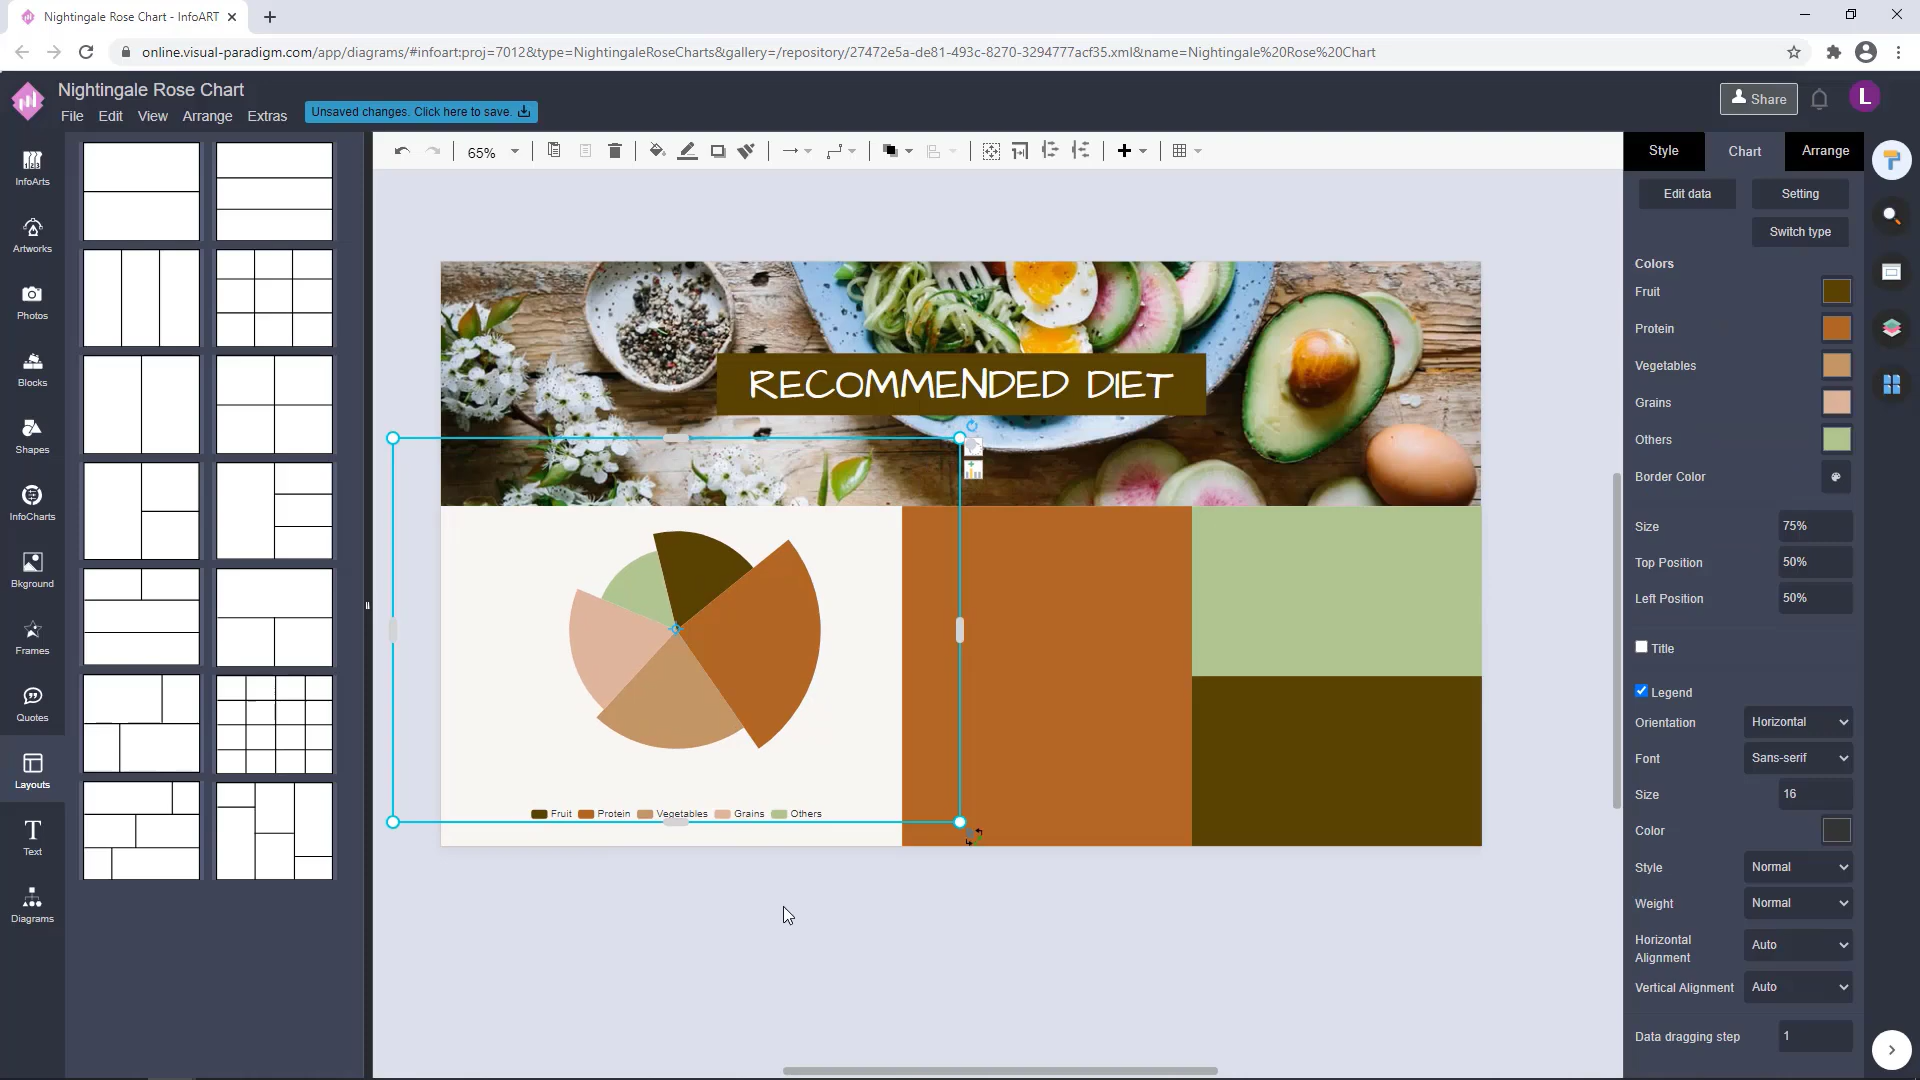 Nightingale Rose Chart - InfoART
online.visual-paradigm.com/app/diagrams/#infoart:proj=7012&type=NightingaleRoseCharts&gallery=/repository/27472e5a-de81-493c-8270-3294777acf35.xml&name=Nightingale%20Rose%20Chart
Nightingale Rose Chart
File Edit View Arrange Extras
Unsaved changes. Click here to save.
Share
L
InfoArts
Artworks
Photos
Blocks
Shapes
InfoCharts
Bkground
Frames
Quotes
Layouts
Text
Diagrams
65%
RECOMMENDED DIET
Fruit Protein Vegetables Grains Others
Style Chart Arrange
Edit data Setting
Switch type
Colors
Fruit
Protein
Vegetables
Grains
Others
Border Color
Size 75%
Top Position 50%
Left Position 50%
Title
Legend
Orientation Horizontal
Font Sans-serif
Size 16
Color
Style Normal
Weight Normal
Horizontal
Alignment Auto
Vertical Alignment Auto
Data dragging step 1